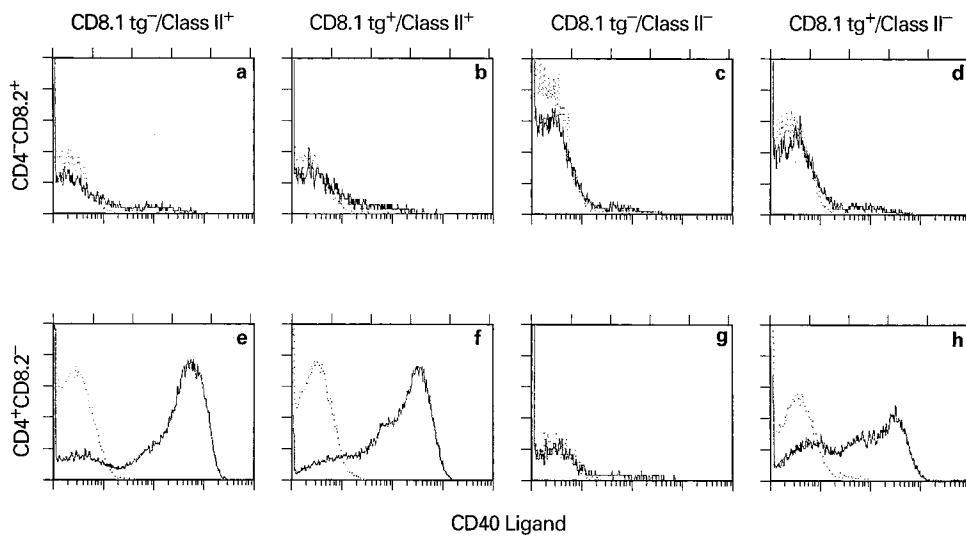 CD8.1 tg⁻/Class II⁺
CD8.1 tg⁺/Class II⁺
CD8.1 tg⁻/Class II⁻
CD8.1 tg⁺/Class II⁻
CD4⁻CD8.2⁺
a
b
c
d
CD4⁺CD8.2⁻
e
f
g
h
CD40 Ligand